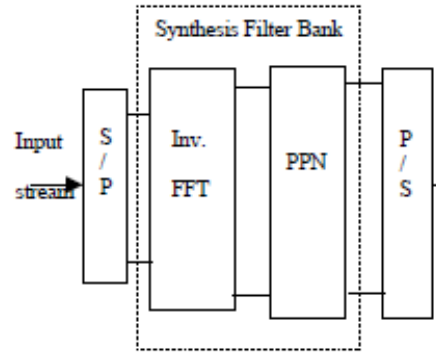 Synthesis Filter Bank
Input
stream
S
/
P
Inv.
FFT
PPN
P
/
S